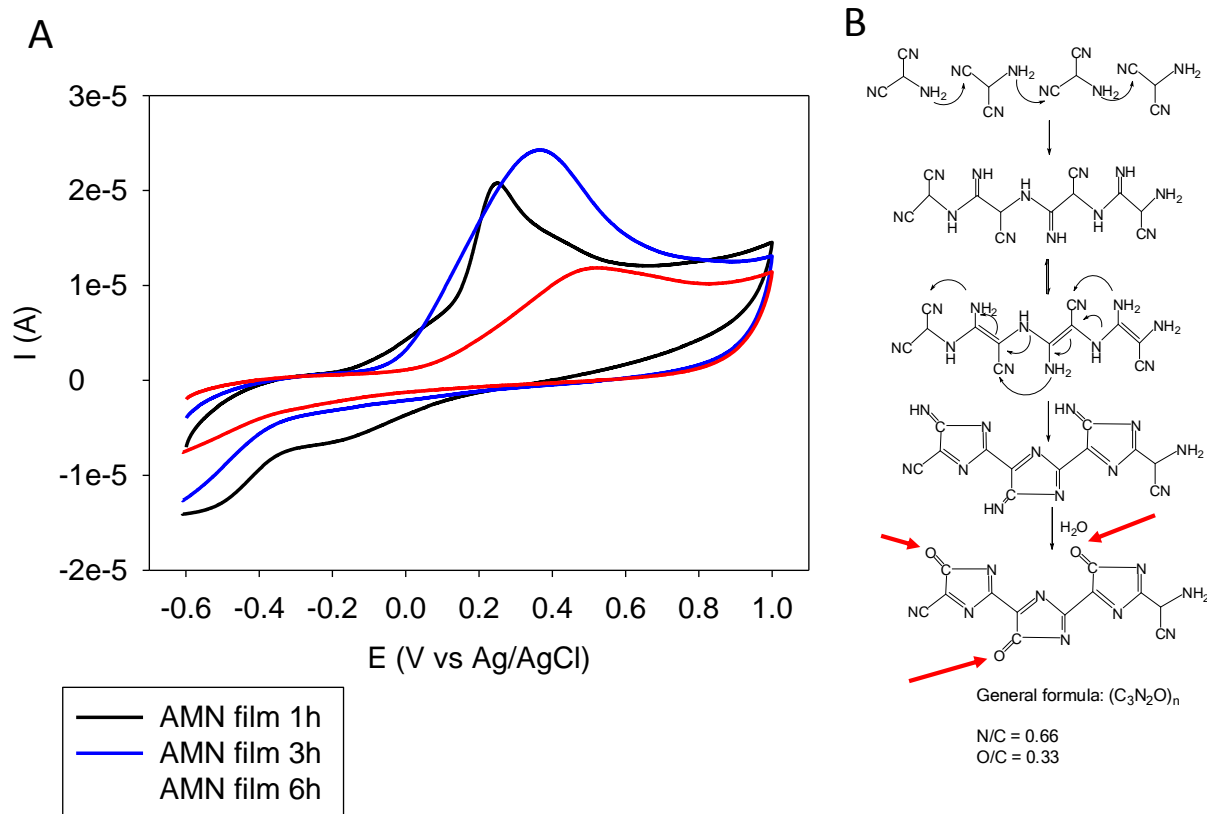 A
3e-5
2e-5
1e-5
0
-1e-5
-2e-5
I (A)
-0.6 -0.4 -0.2 0.0 0.2 0.4 0.6 0.8 1.0
E (V vs Ag/AgCl)
AMN film 1h
AMN film 3h
AMN film 6h
B
CN NC NH2 CN NC NH2
NC NH2 CN NC NH2 CN
CN NH H N CN NH NH2
NC N H CN NH N H CN
CN NH2 H N CN NH2 NH2
NC N H CN NH2 N H CN
HN C N N HN C N NH2
NC N N N CN
HN C N
H2O
O C N N O C N NH2
NC N N N CN
O C N
General formula: (C3N2O)n
N/C = 0.66
O/C = 0.33